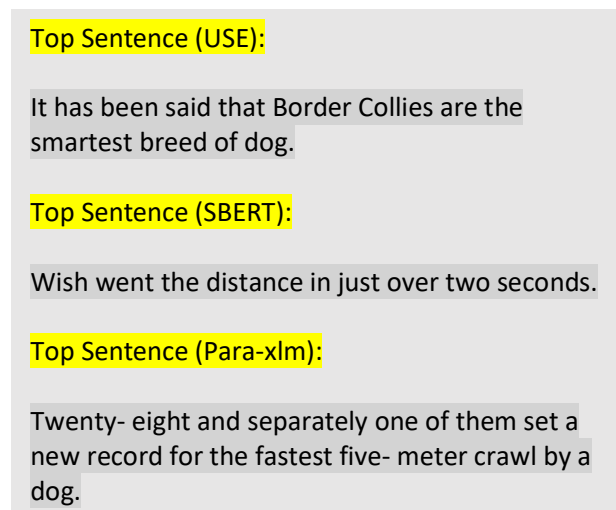 Top Sentence (USE):
It has been said that Border Collies are the
smartest breed of dog.
Top Sentence (SBERT):
Wish went the distance in just over two seconds.
Top Sentence (Para-xlm):
Twenty- eight and separately one of them set a
new record for the fastest five- meter crawl by a
dog.